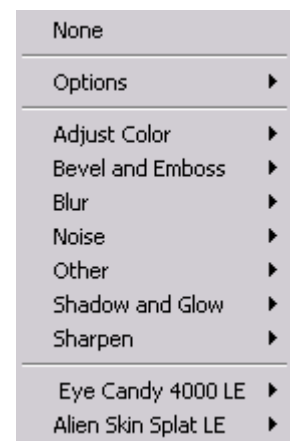 None
Options
Adjust Color
Bevel and Emboss
Blur
Noise
Other
Shadow and Glow
Sharpen
Eye Candy 4000 LE
Alien Skin Splat LE